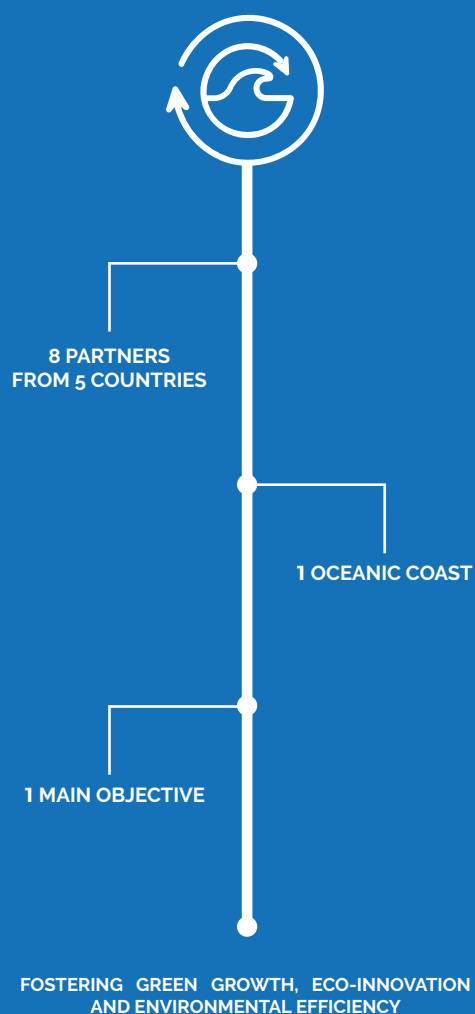 8 PARTNERS
FROM 5 COUNTRIES
1 OCEANIC COAST
1 MAIN OBJECTIVE
FOSTERING GREEN GROWTH, ECO-INNOVATION
AND ENVIRONMENTAL EFFICIENCY